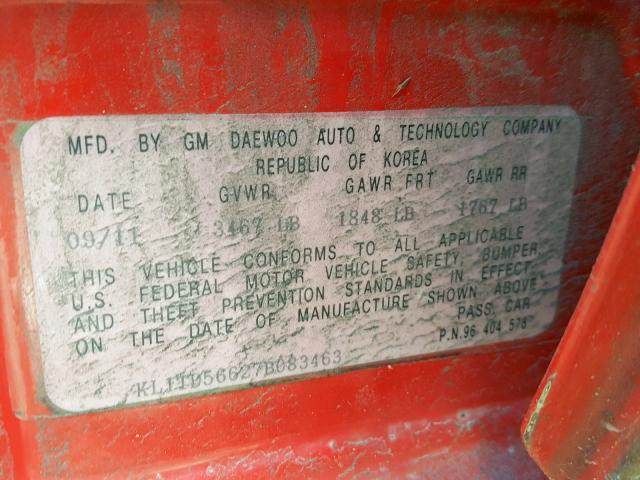 MFD. BY GM DAEWOO AUTO & TECHNOLOGY COMPANY
REPUBLIC OF KOREA
DATE GVWR GAWR FRT GAWR RR
09/11 3467 LB 1848 LB 1767 LB
THIS VEHICLE CONFORMS TO ALL APPLICABLE
U.S. FEDERAL MOTOR VEHICLE SAFETY, BUMPER,
AND THEFT PREVENTION STANDARDS IN EFFECT
ON THE DATE OF MANUFACTURE SHOWN ABOVE.
PASS. CAR
P.N.96 404 578
KL1TD56627B083463